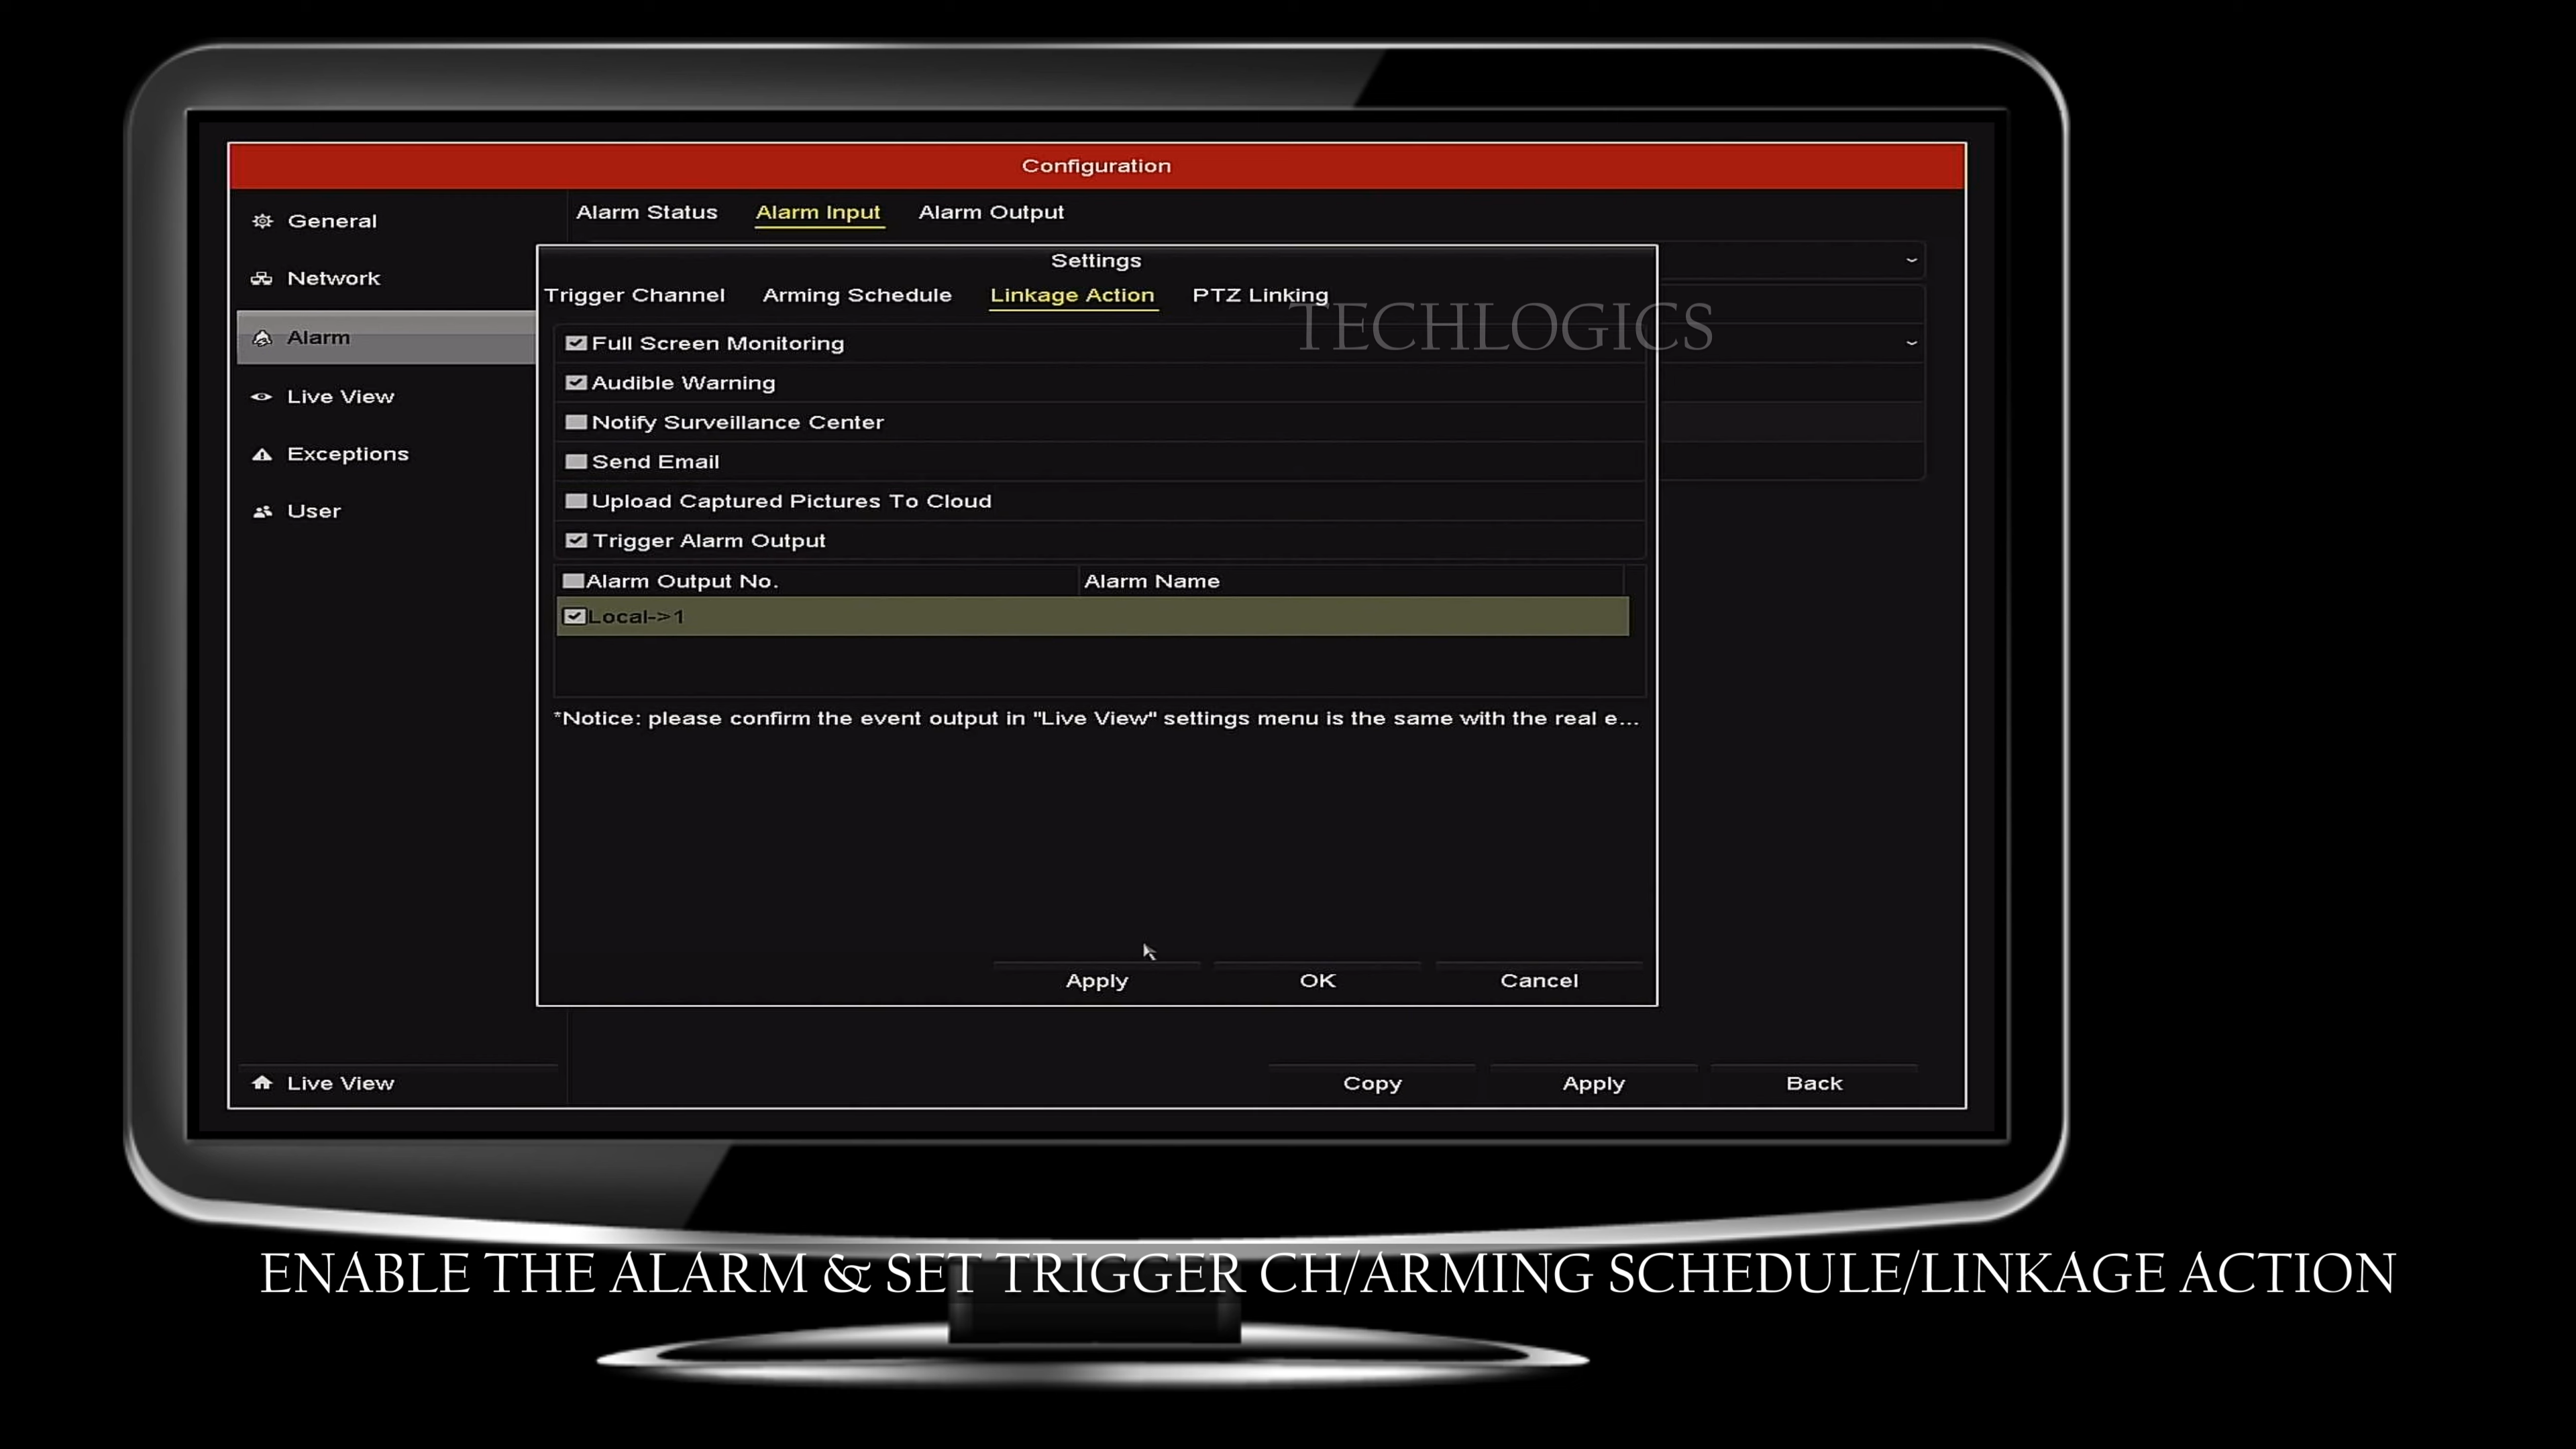 Configuration
General
Network
Alarm
Live View
Exceptions
User
Live View
Alarm Status Alarm Input Alarm Output
Settings
Trigger Channel Arming Schedule Linkage Action PTZ Linking
TECHLOGICS
Full Screen Monitoring
Audible Warning
Notify Surveillance Center
Send Email
Upload Captured Pictures To Cloud
Trigger Alarm Output
Alarm Output No. Alarm Name
Local->1
*Notice: please confirm the event output in "Live View" settings menu is the same with the real e...
Apply OK Cancel
Copy Apply Back
ENABLE THE ALARM & SET TRIGGER CH/ARMING SCHEDULE/LINKAGE ACTION